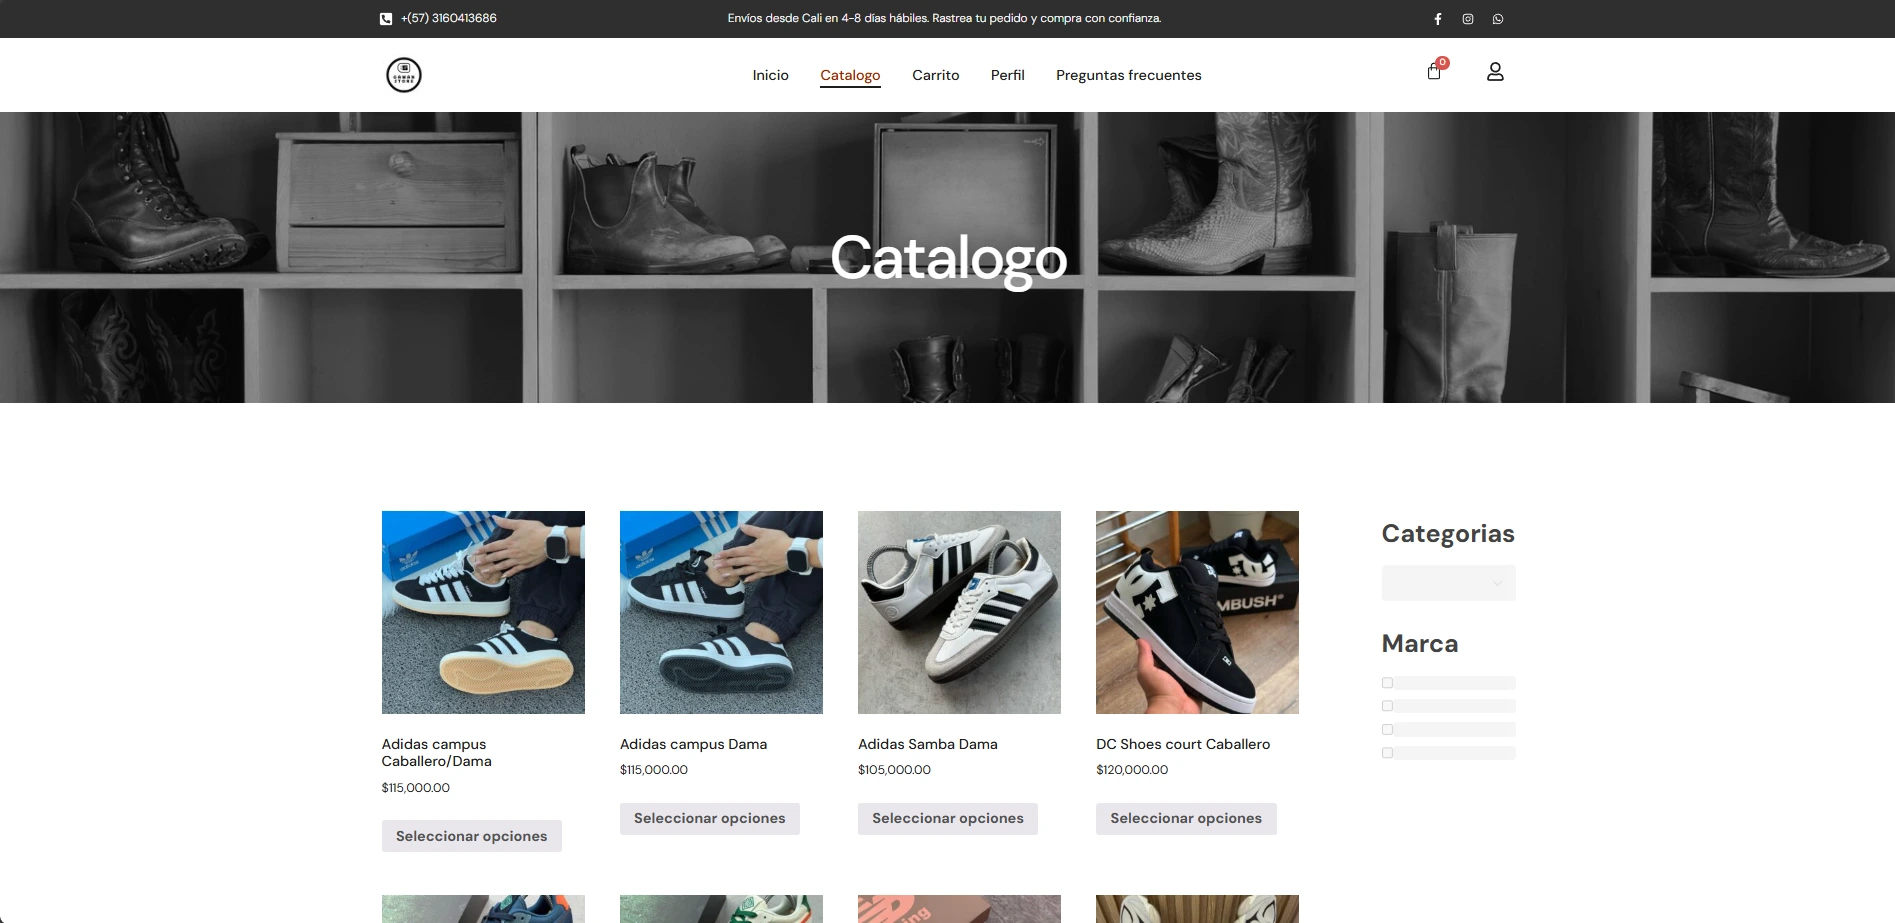 +(57) 3160413686
Envíos desde Cali en 4-8 días hábiles. Rastrea tu pedido y compra con confianza.
Inicio
Catalogo
Carrito
Perfil
Preguntas frecuentes
0
Catalogo
Categorias
Marca
adidas
MBUSH®
Adidas campus
Caballero/Dama
$115,000.00
Seleccionar opciones
Adidas campus Dama
$115,000.00
Seleccionar opciones
Adidas Samba Dama
$105,000.00
Seleccionar opciones
DC Shoes court Caballero
$120,000.00
Seleccionar opciones